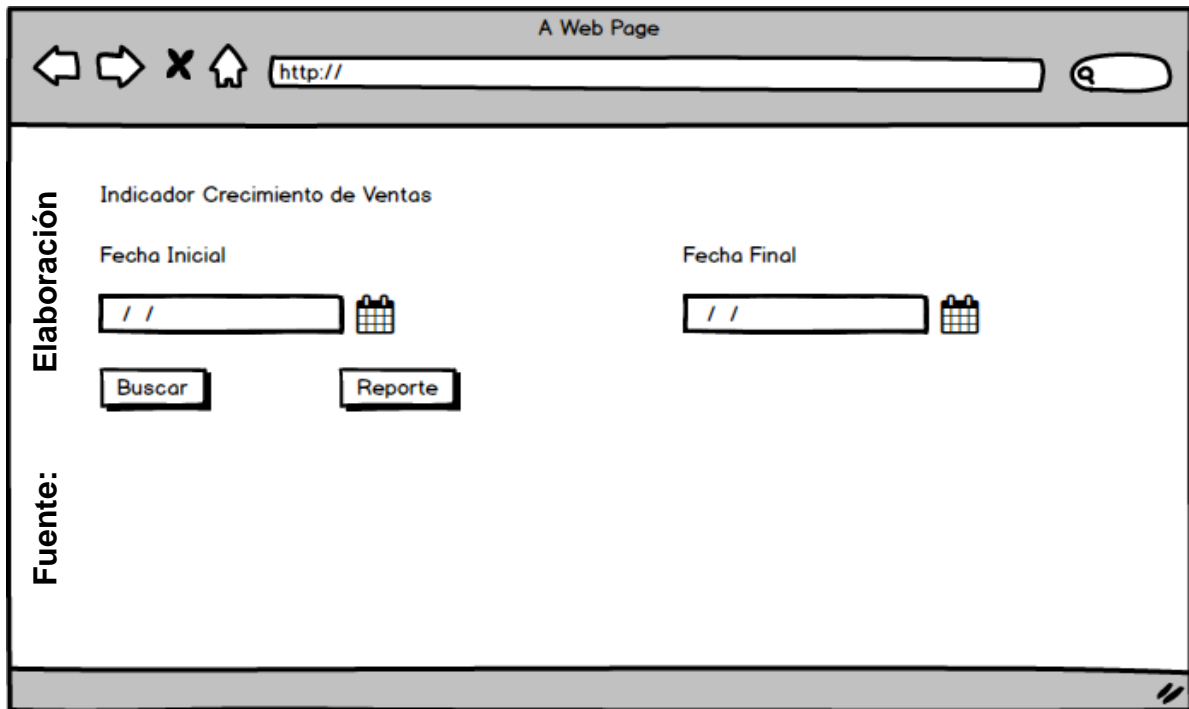 A Web Page
http://
Indicador Crecimiento de Ventas
Fecha Inicial
Fecha Final
/ /
/ /
Buscar
Reporte
Elaboración
Fuente: